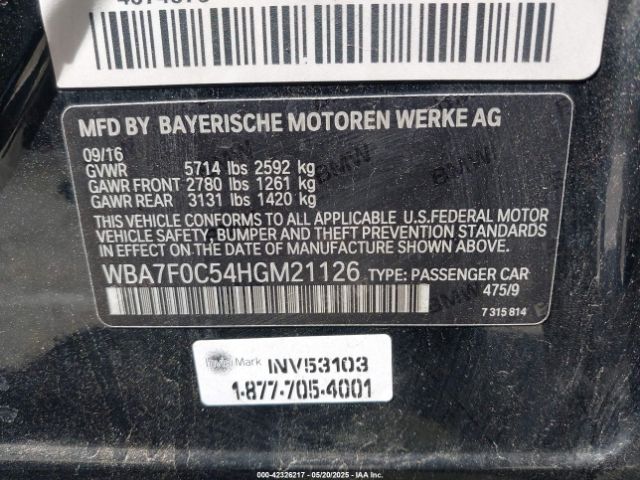 MFD BY BAYERISCHE MOTOREN WERKE AG
09/16
GVWR 5714 lbs 2592 kg
GAWR FRONT 2780 lbs 1261 kg
GAWR REAR 3131 lbs 1420 kg
THIS VEHICLE CONFORMS TO ALL APPLICABLE U.S.FEDERAL MOTOR
VEHICLE SAFETY, BUMPER AND THEFT PREVENTION STANDARDS
IN EFFECT ON THE DATE OF MANUFACTURE SHOWN ABOVE.
WBA7F0C54HGM21126 TYPE: PASSENGER CAR
475/9
7 315 814
Mark INV53103
1-877-705-4001
000-42326217 - 05/20/2025 - IAAI.COM